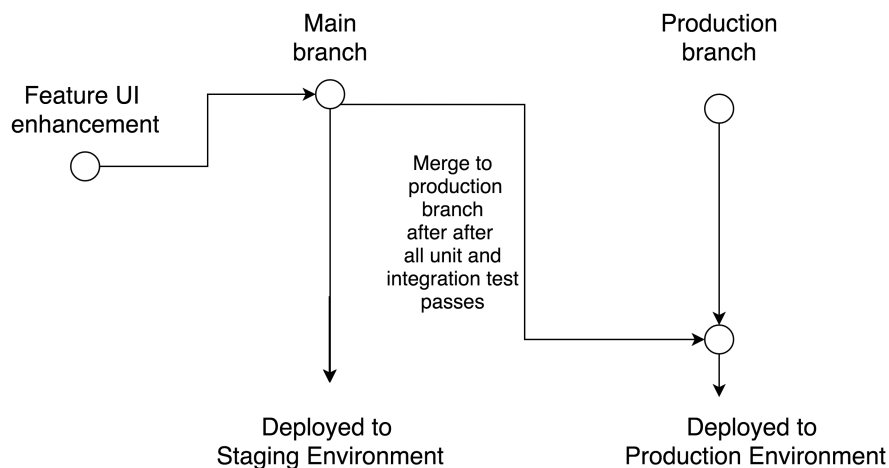 Main
branch
Production
branch
Feature UI
enhancement
Merge to
production
branch
after after
all unit and
integration test
passes
Deployed to
Staging Environment
Deployed to
Production Environment